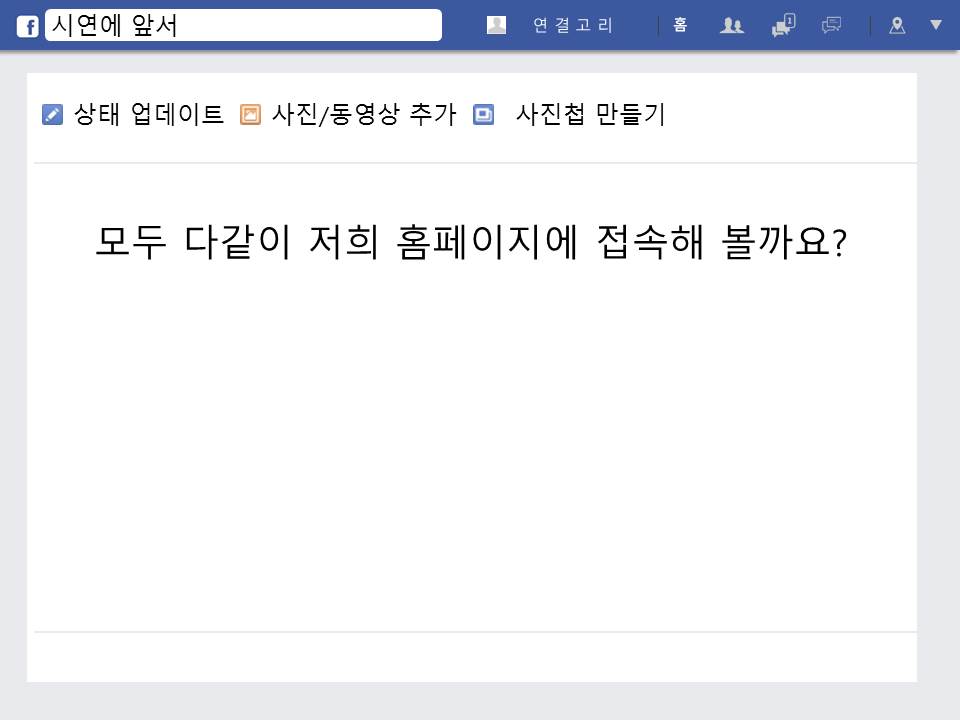 f 시연에 앞서 연결고리 홈 1
상태 업데이트 사진/동영상 추가 사진첩 만들기
모두 다같이 저희 홈페이지에 접속해 볼까요?